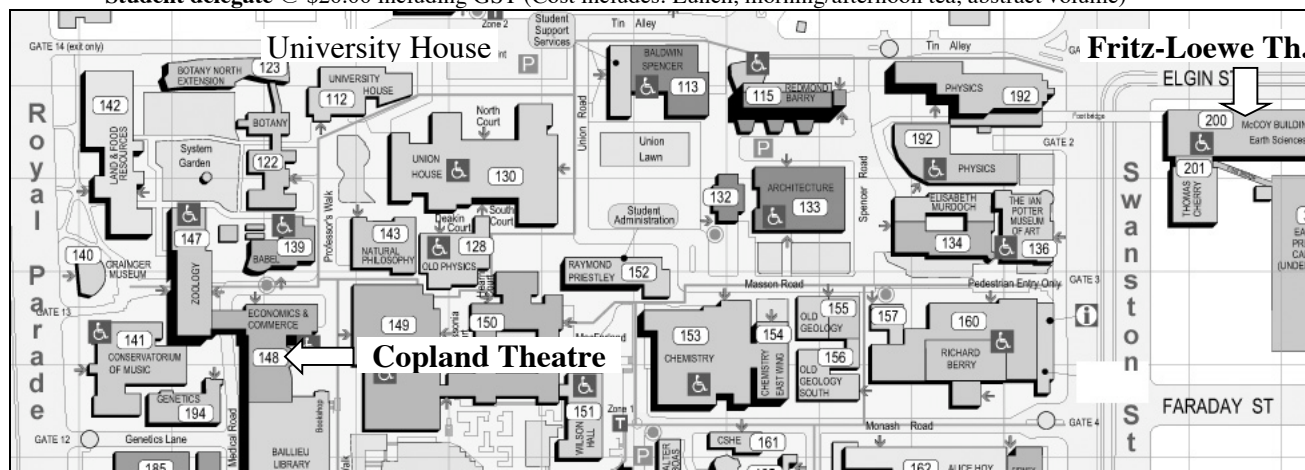 Student delegate @ $20.00 including GST (Cost includes: Lunch, morning/afternoon tea, abstract volume)
GATE 14 (exit only)
University House
Zone 2
Student
Support
Services
Tin Alley
Tin Alley
Fritz-Loewe Th.
ELGIN ST
BOTANY NORTH
EXTENSION
123
UNIVERSITY
HOUSE
112
P
BALDWIN
SPENCER
113
115
REDMOND
BARRY
PHYSICS
192
Footbridge
200
McCOY BUILDING
Earth Sciences
142
LAND & FOOD
RESOURCES
BOTANY
122
System
Garden
North
Court
UNION
HOUSE
130
Union Road
Union
Lawn
P
192
PHYSICS
GATE 2
201
THOMAS
CHERRY
Royal Parade
Swanston St
147
ZOOLOGY
139
BABEL
Professor's Walk
143
NATURAL
PHILOSOPHY
Deakin
Court
South
Court
128
OLD PHYSICS
Student
Administration
132
ARCHITECTURE
133
Spencer Road
ELISABETH
MURDOCH
134
THE IAN
POTTER
MUSEUM
OF ART
136
140
GRAINGER
MUSEUM
RAYMOND
PRIESTLEY
152
Masson Road
Pedestrian Entry Only
GATE 3
GATE 13
ECONOMICS &
COMMERCE
149
150
155
OLD
GEOLOGY
157
160
i
141
CONSERVATORIUM
OF MUSIC
148
Copland Theatre
153
CHEMISTRY
154
CHEMISTRY
EAST WING
156
OLD
GEOLOGY
SOUTH
RICHARD
BERRY
GENETICS
194
Medical Road
Bookshop
151
WILSON
HALL
Zone 1
T
FARADAY ST
GATE 12
Genetics Lane
Monash Road
GATE 4
185
BAILLIEU
LIBRARY
P
CSHE
161
162
ALICE HOY